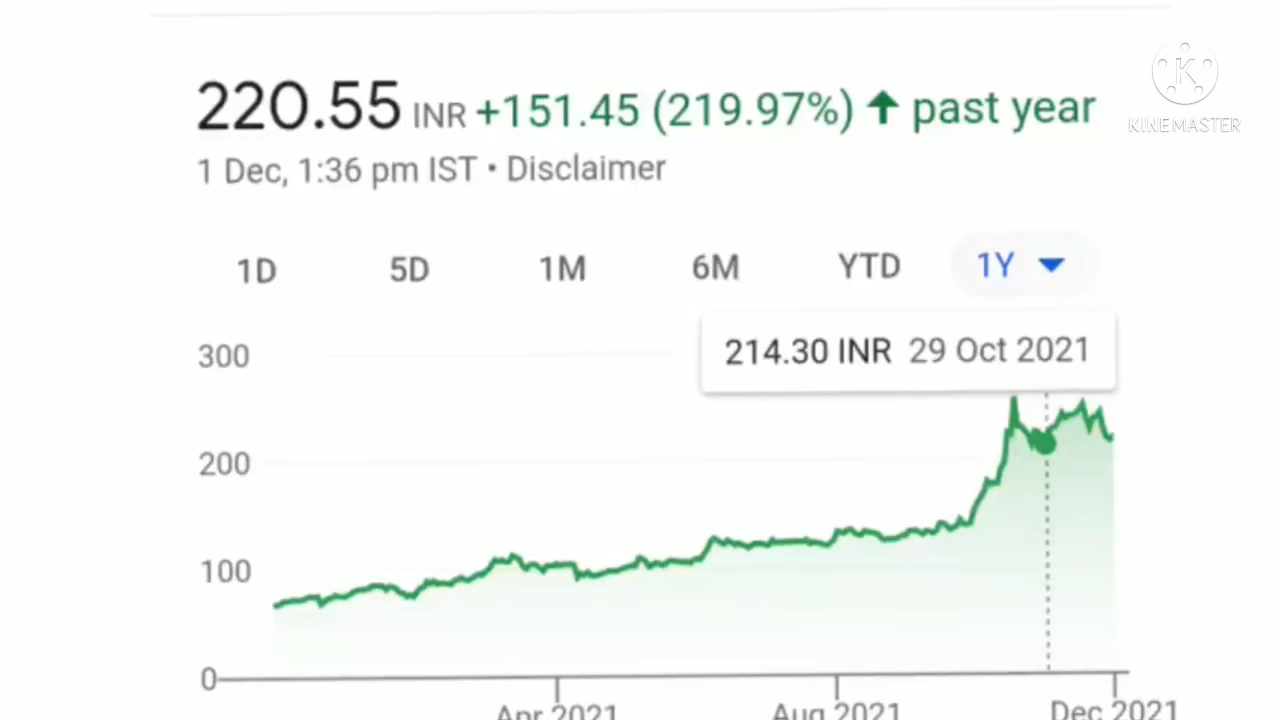 220.55 INR +151.45 (219.97%) ↑ past year
KINEMASTER
1 Dec, 1:36 pm IST • Disclaimer
1D 5D 1M 6M YTD 1Y
214.30 INR 29 Oct 2021
300
200
100
0
Apr 2021 Aug 2021 Dec 2021